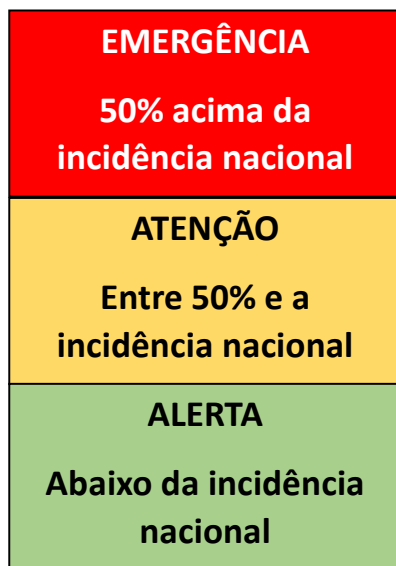 EMERGÊNCIA
50% acima da
incidência nacional
ATENÇÃO
Entre 50% e a
incidência nacional
ALERTA
Abaixo da incidência
nacional